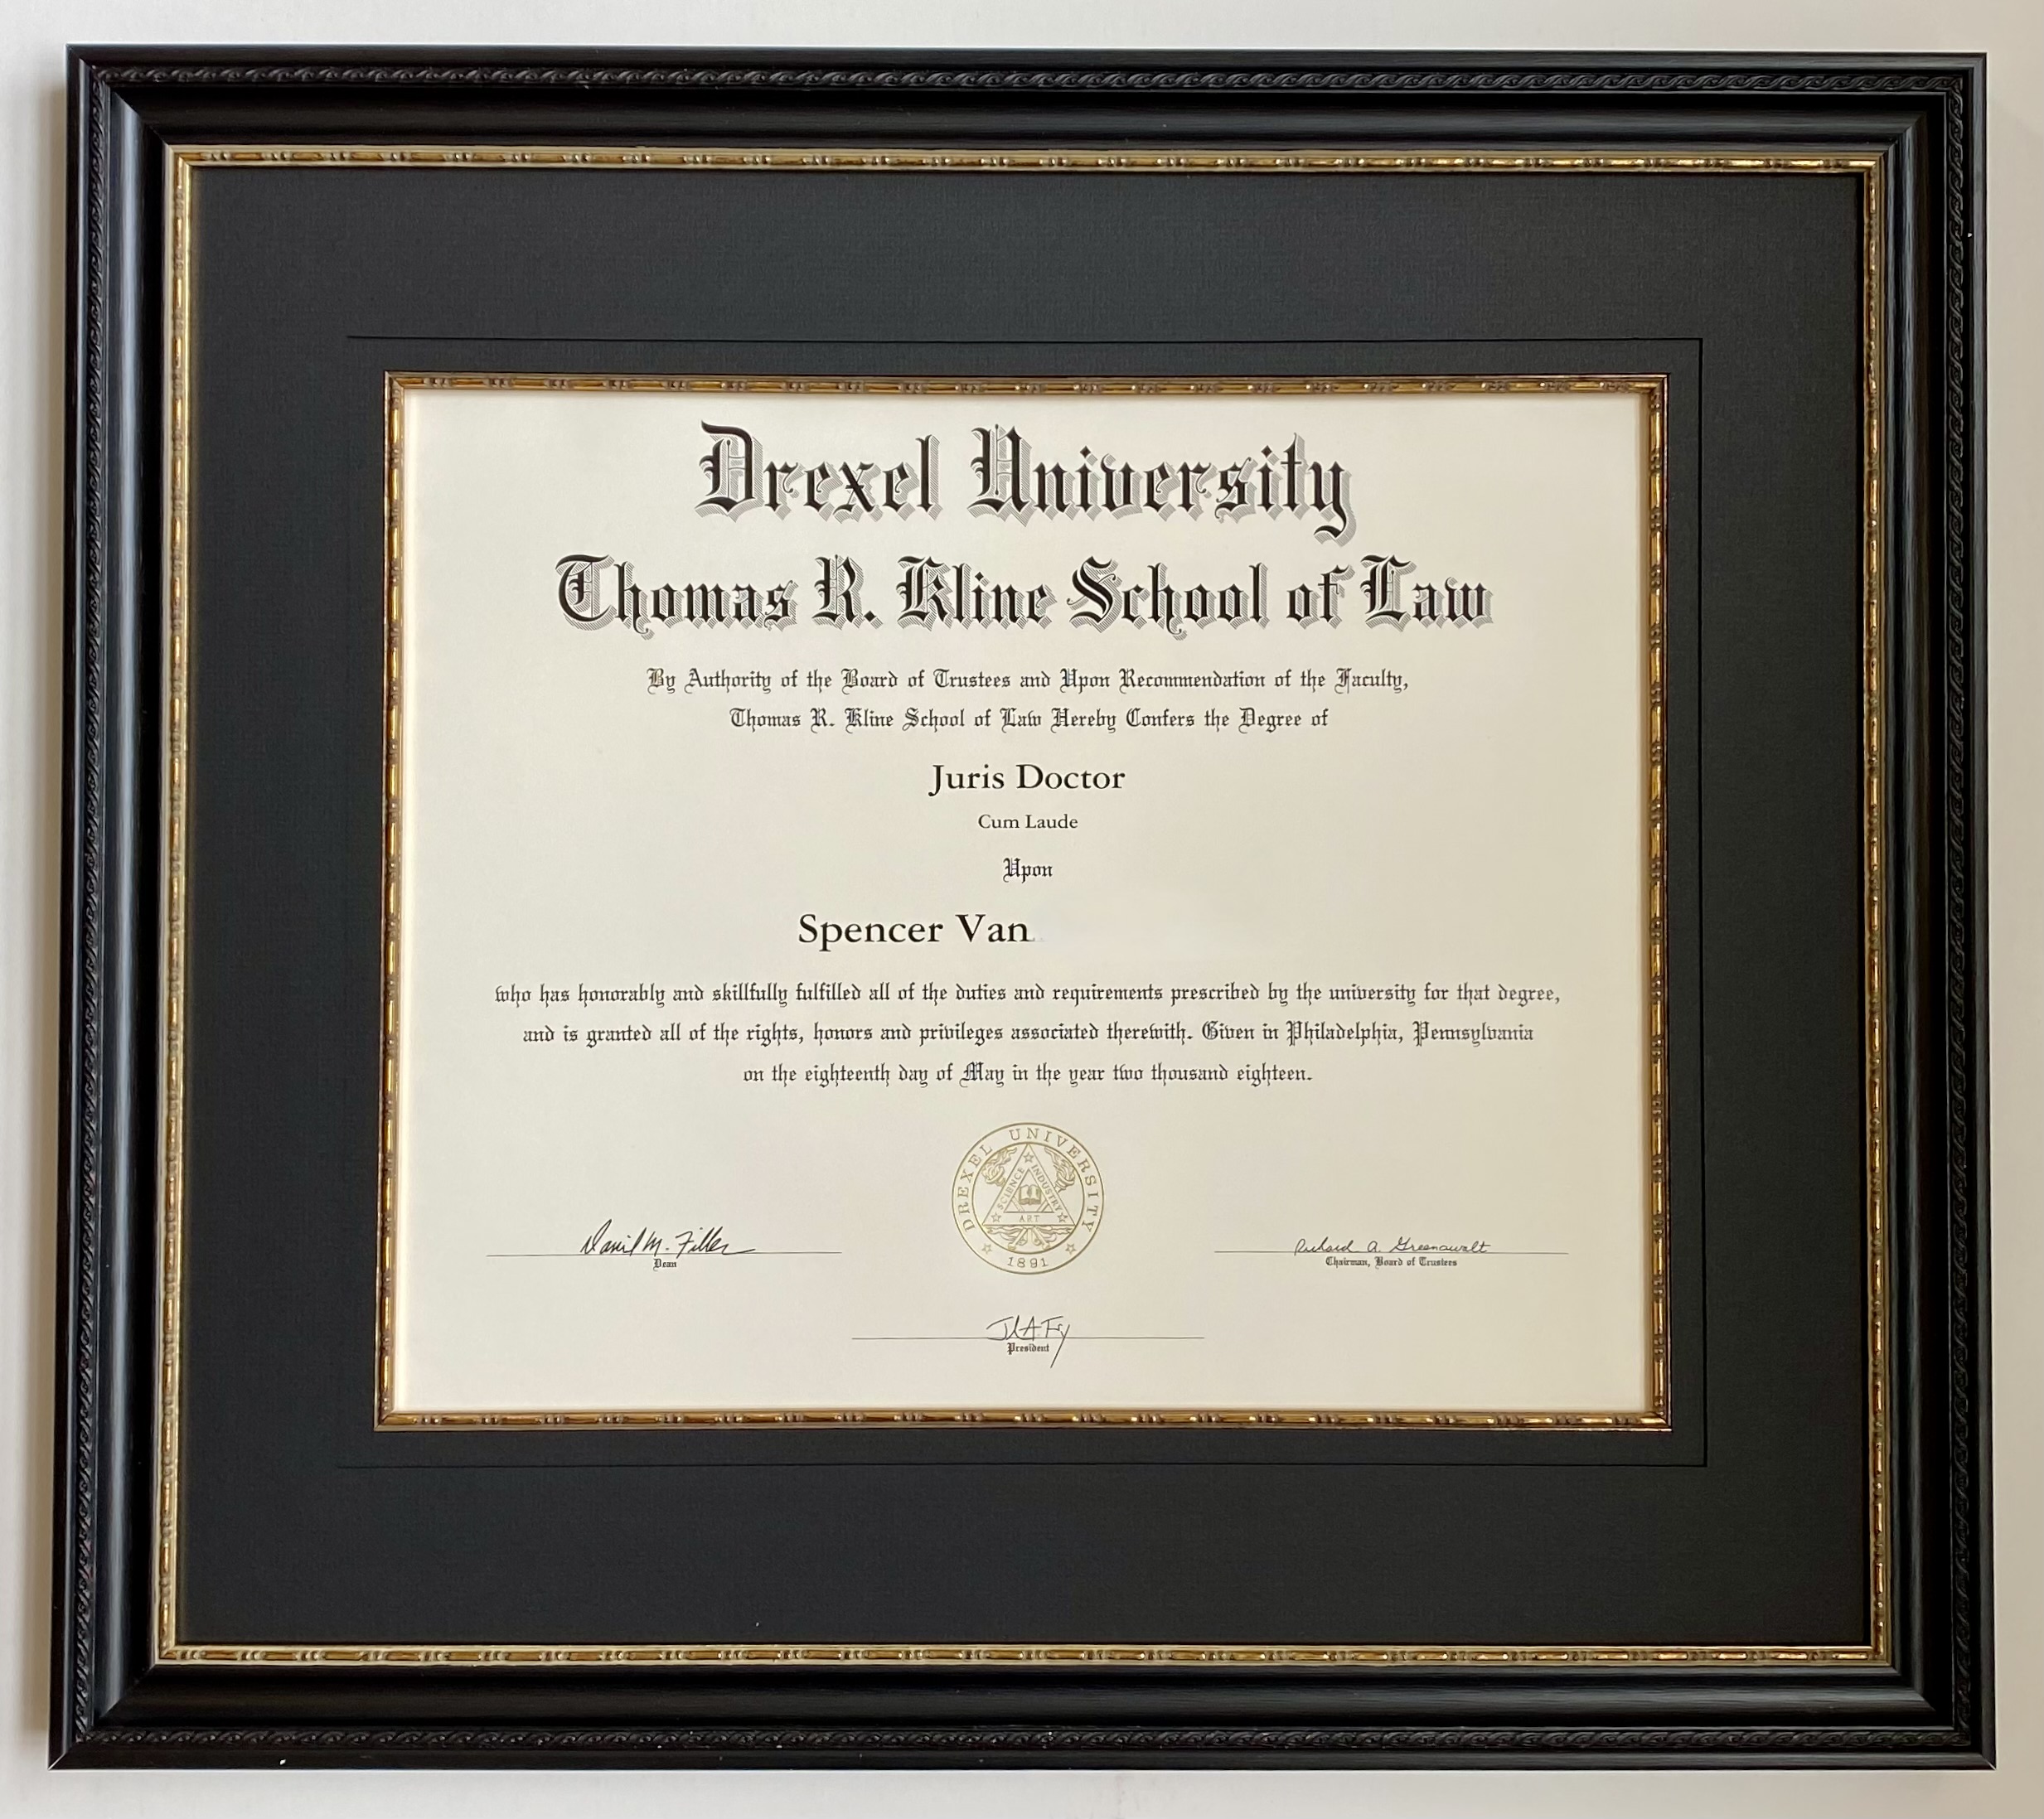 Drexel University
Thomas R. Kline School of Law
By Authority of the Board of Trustees and Upon Recommendation of the Faculty,
Thomas R. Kline School of Law Hereby Confers the Degree of
Juris Doctor
Cum Laude
Upon
Spencer Van
who has honorably and skillfully fulfilled all of the duties and requirements prescribed by the university for that degree,
and is granted all of the rights, honors and privileges associated therewith. Given in Philadelphia, Pennsylvania
on the eighteenth day of May in the year two thousand eighteen.
DREXEL UNIVERSITY
SCIENCE INDUSTRY
ART
1891
Daniel M. Filler
Dean
Richard A. Greenawalt
Chairman, Board of Trustees
J A. Fry
President